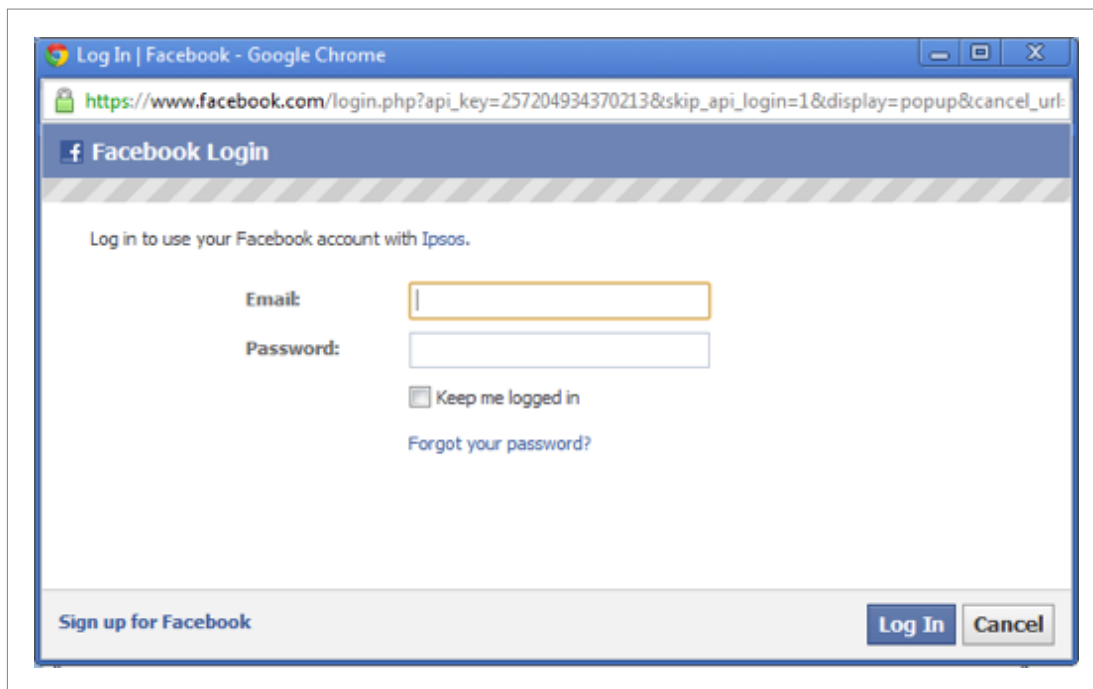 Log In | Facebook - Google Chrome
https://www.facebook.com/login.php?api_key=257204934370213&skip_api_login=1&display=popup&cancel_url=
f Facebook Login
Log in to use your Facebook account with Ipsos.
Email:
Password:
Keep me logged in
Forgot your password?
Sign up for Facebook
Log In Cancel